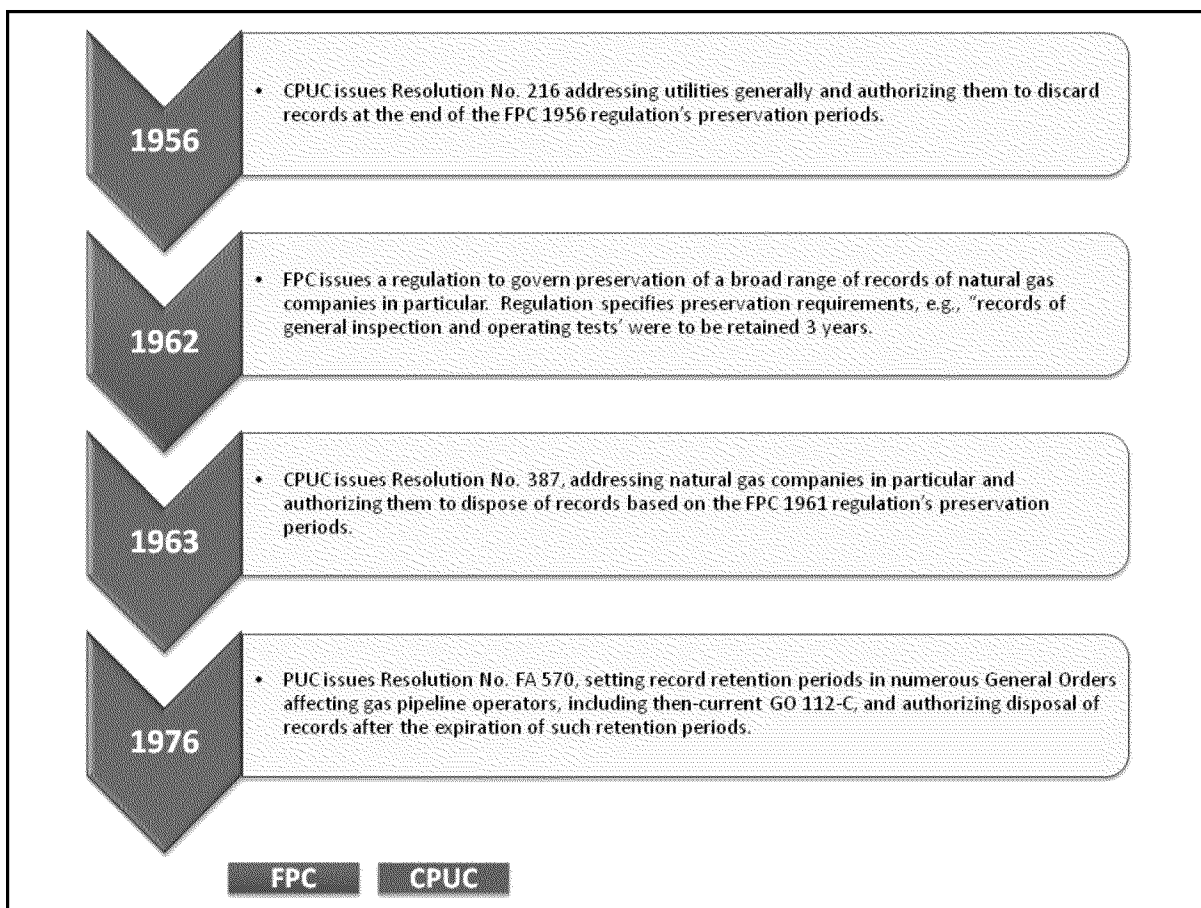 1956
• CPUC issues Resolution No. 216 addressing utilities generally and authorizing them to discard
records at the end of the FPC 1956 regulation's preservation periods.
1962
• FPC issues a regulation to govern preservation of a broad range of records of natural gas
companies in particular. Regulation specifies preservation requirements, e.g., "records of
general inspection and operating tests' were to be retained 3 years.
1963
• CPUC issues Resolution No. 387, addressing natural gas companies in particular and
authorizing them to dispose of records based on the FPC 1961 regulation's preservation
periods.
1976
• PUC issues Resolution No. FA 570, setting record retention periods in numerous General Orders
affecting gas pipeline operators, including then-current GO 112-C, and authorizing disposal of
records after the expiration of such retention periods.
FPC CPUC